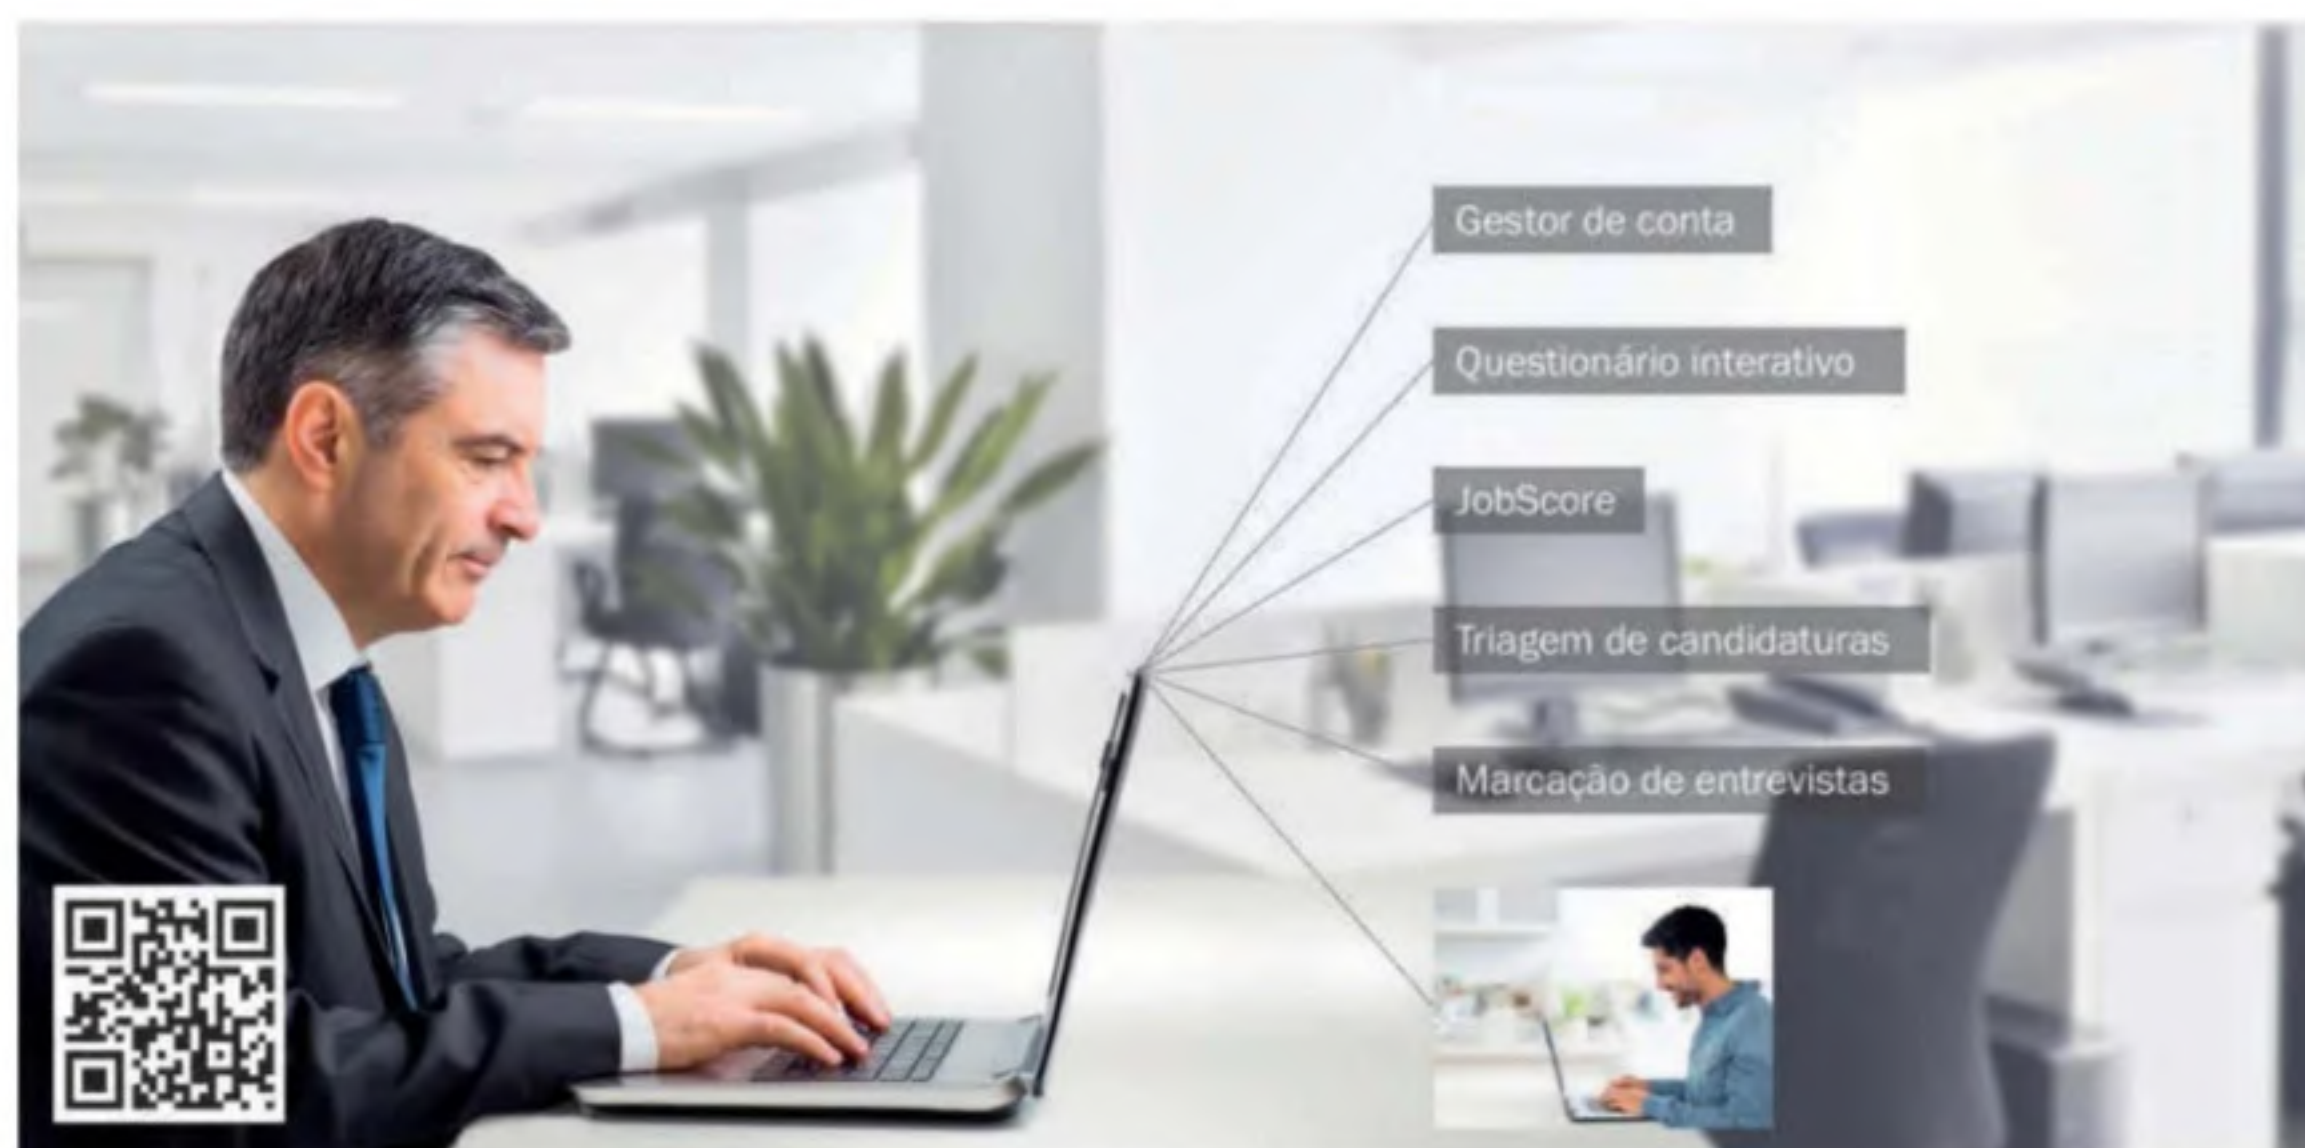 Gestor de conta
Questionário interativo
JobScore
Triagem de candidaturas
Marcação de entrevistas